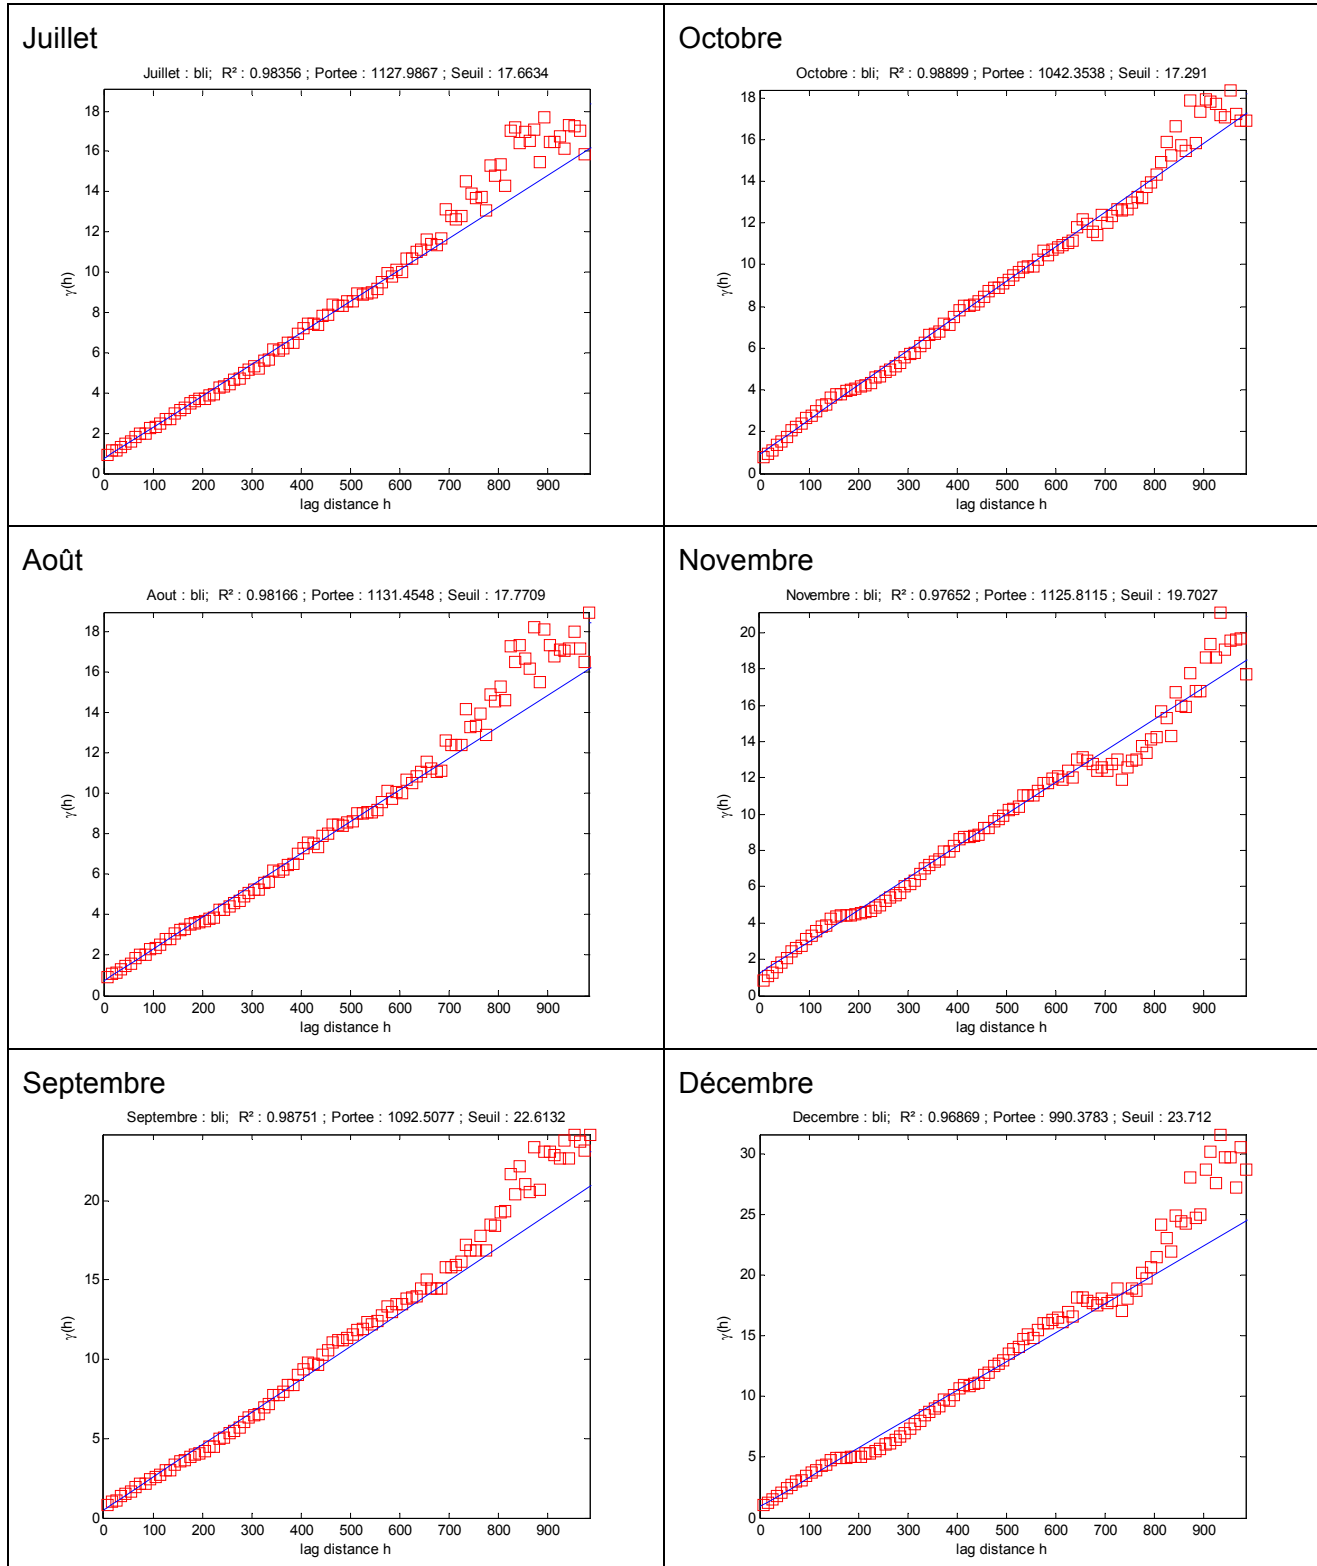 Juillet
Juillet : bli;  R² : 0.98356 ; Portee : 1127.9867 ; Seuil : 17.6634
18
16
14
12
10
8
6
4
2
0
γ(h)
0 100 200 300 400 500 600 700 800 900
lag distance h
Octobre
Octobre : bli;  R² : 0.98899 ; Portee : 1042.3538 ; Seuil : 17.291
18
16
14
12
10
8
6
4
2
0
γ(h)
0 100 200 300 400 500 600 700 800 900
lag distance h
Août
Aout : bli;  R² : 0.98166 ; Portee : 1131.4548 ; Seuil : 17.7709
18
16
14
12
10
8
6
4
2
0
γ(h)
0 100 200 300 400 500 600 700 800 900
lag distance h
Novembre
Novembre : bli;  R² : 0.97652 ; Portee : 1125.8115 ; Seuil : 19.7027
20
18
16
14
12
10
8
6
4
2
0
γ(h)
0 100 200 300 400 500 600 700 800 900
lag distance h
Septembre
Septembre : bli;  R² : 0.98751 ; Portee : 1092.5077 ; Seuil : 22.6132
20
15
10
5
0
γ(h)
0 100 200 300 400 500 600 700 800 900
lag distance h
Décembre
Decembre : bli;  R² : 0.96869 ; Portee : 990.3783 ; Seuil : 23.712
30
25
20
15
10
5
0
γ(h)
0 100 200 300 400 500 600 700 800 900
lag distance h